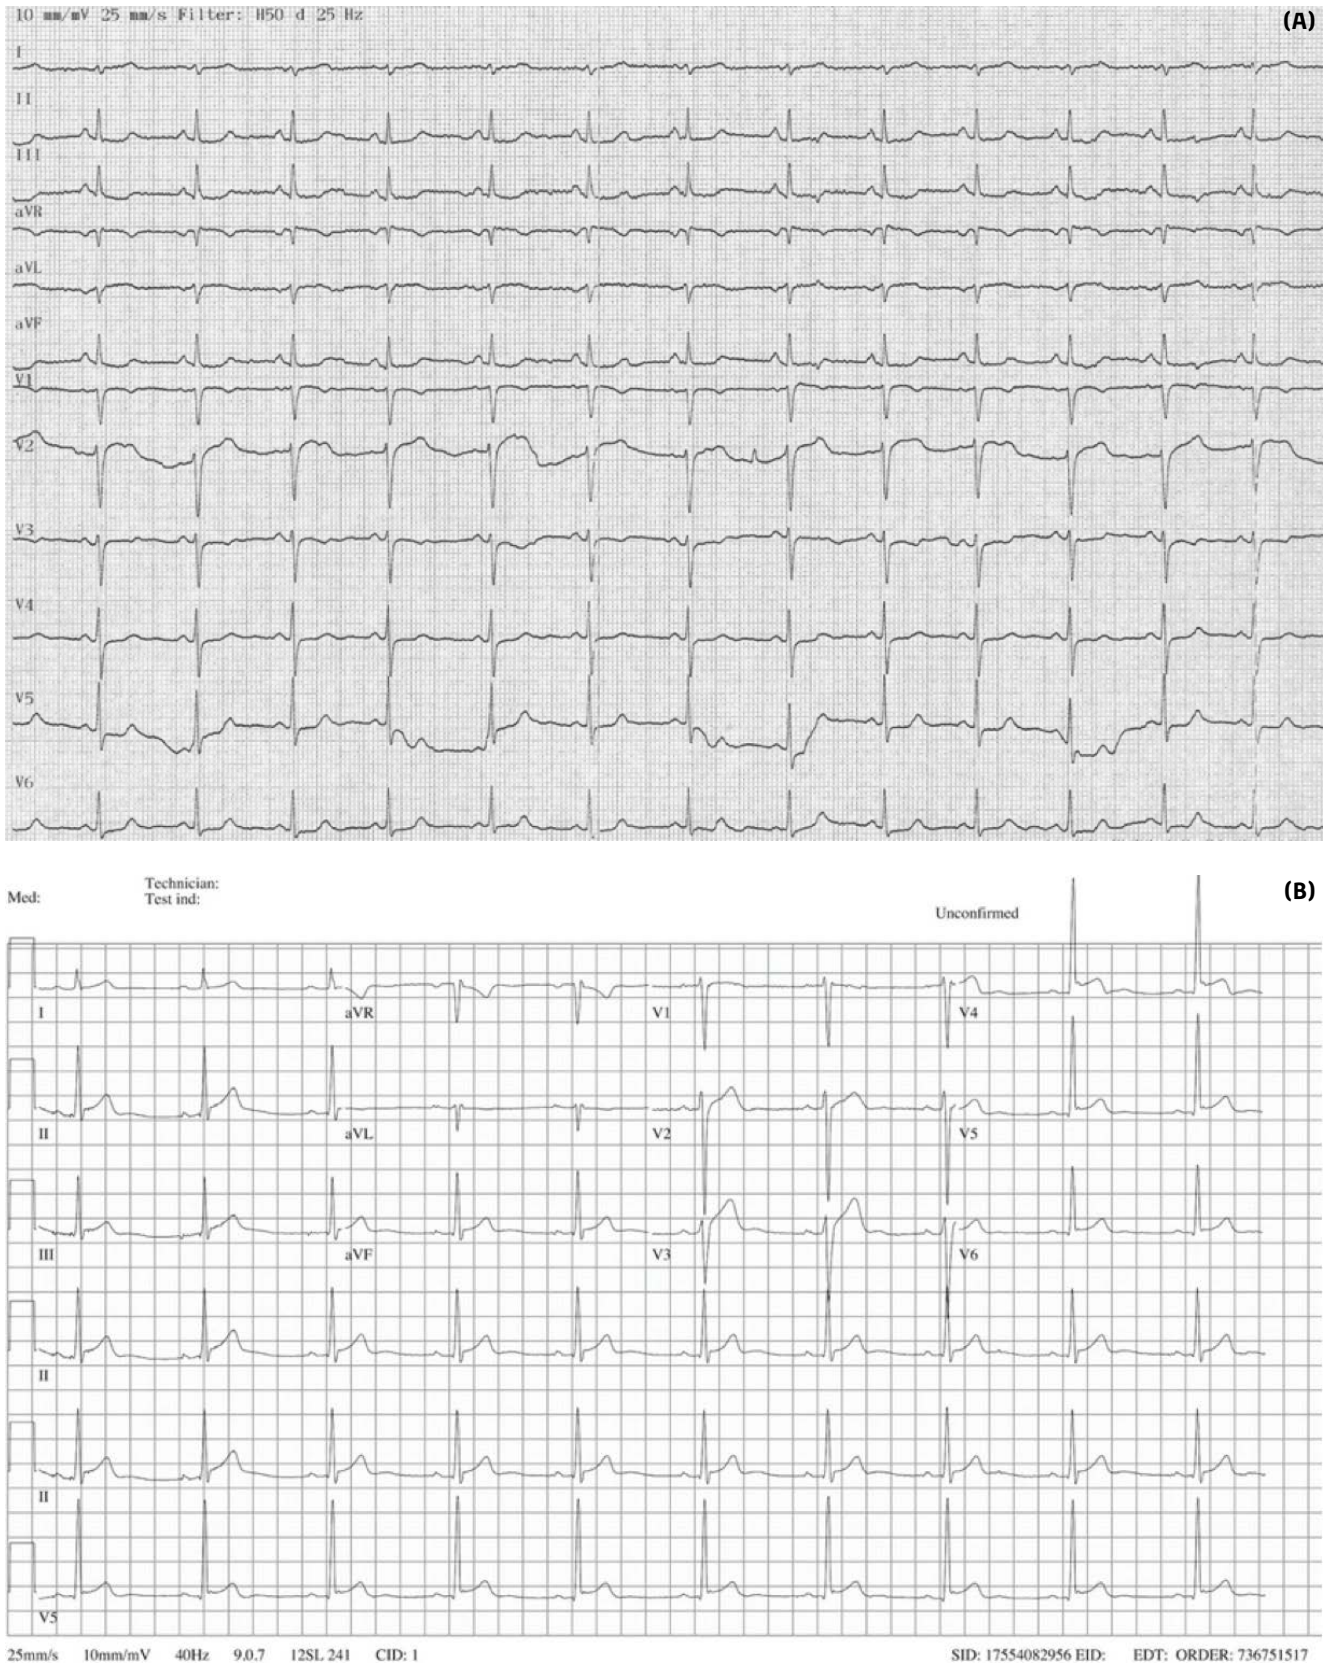 10 mm/mV 25 mm/s Filter: H50 d 25 Hz
(A)
I
II
III
aVR
aVL
aVF
V1
V2
V3
V4
V5
V6
(B)
Technician:
Med:
Test ind:
Unconfirmed
I aVR V1 V4
II aVL V2 V5
III aVF V3 V6
II
II
V5
25mm/s 10mm/mV 40Hz 9.0.7 12SL 241 CID: 1 SID: 17554082956 EID: EDT: ORDER: 736751517